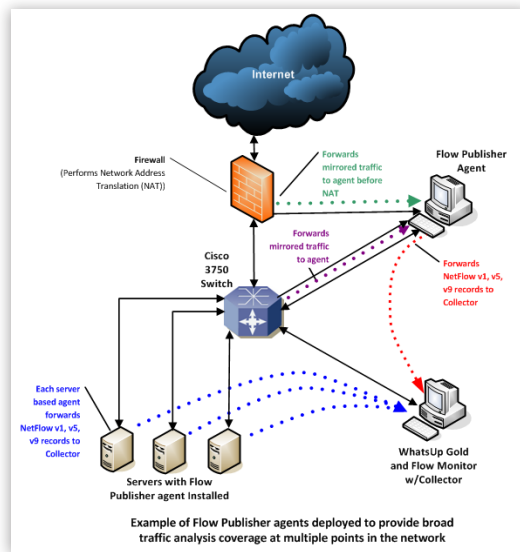 Internet
Firewall
(Performs Network Address
Translation (NAT))
Forwards
mirrored traffic
to agent before
NAT
Flow Publisher
Agent
Forwards
mirrored traffic
to agent
Cisco
3750
Switch
Forwards
NetFlow v1, v5,
v9 records to
Collector
Each server
based agent
forwards
NetFlow v1, v5,
v9 records to
Collector
Servers with Flow
Publisher agent Installed
WhatsUp Gold
and Flow Monitor
w/Collector
Example of Flow Publisher agents deployed to provide broad
traffic analysis coverage at multiple points in the network